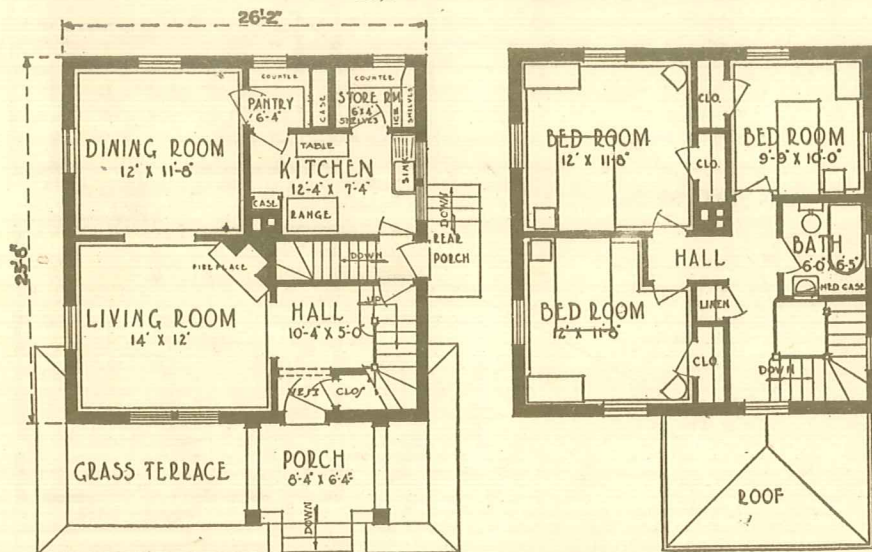 26'-2"
25'-8"
COUNTER
PANTRY
6'-4"
CASE
COUNTER
STORE RM.
6'X4'
SHELVES
ICE
SHELVES
DINING ROOM
12' X 11'-8"
TABLE
KITCHEN
12'-4" X 7'-4"
SINK
CASE
RANGE
DOWN
REAR
PORCH
FIREPLACE
DOWN
UP
LIVING ROOM
14' X 12'
HALL
10'-4" X 5'-0"
VEST
CLOS
GRASS TERRACE
PORCH
8'-4" X 6'-4"
DOWN
BED ROOM
12' X 11'-8"
CLO.
CLO.
BED ROOM
9'-9" X 10'-0"
HALL
BATH
6'-0" X 6'-5"
MED CASE
BED ROOM
12' X 11'-8"
LINEN
CLO
DOWN
ROOF